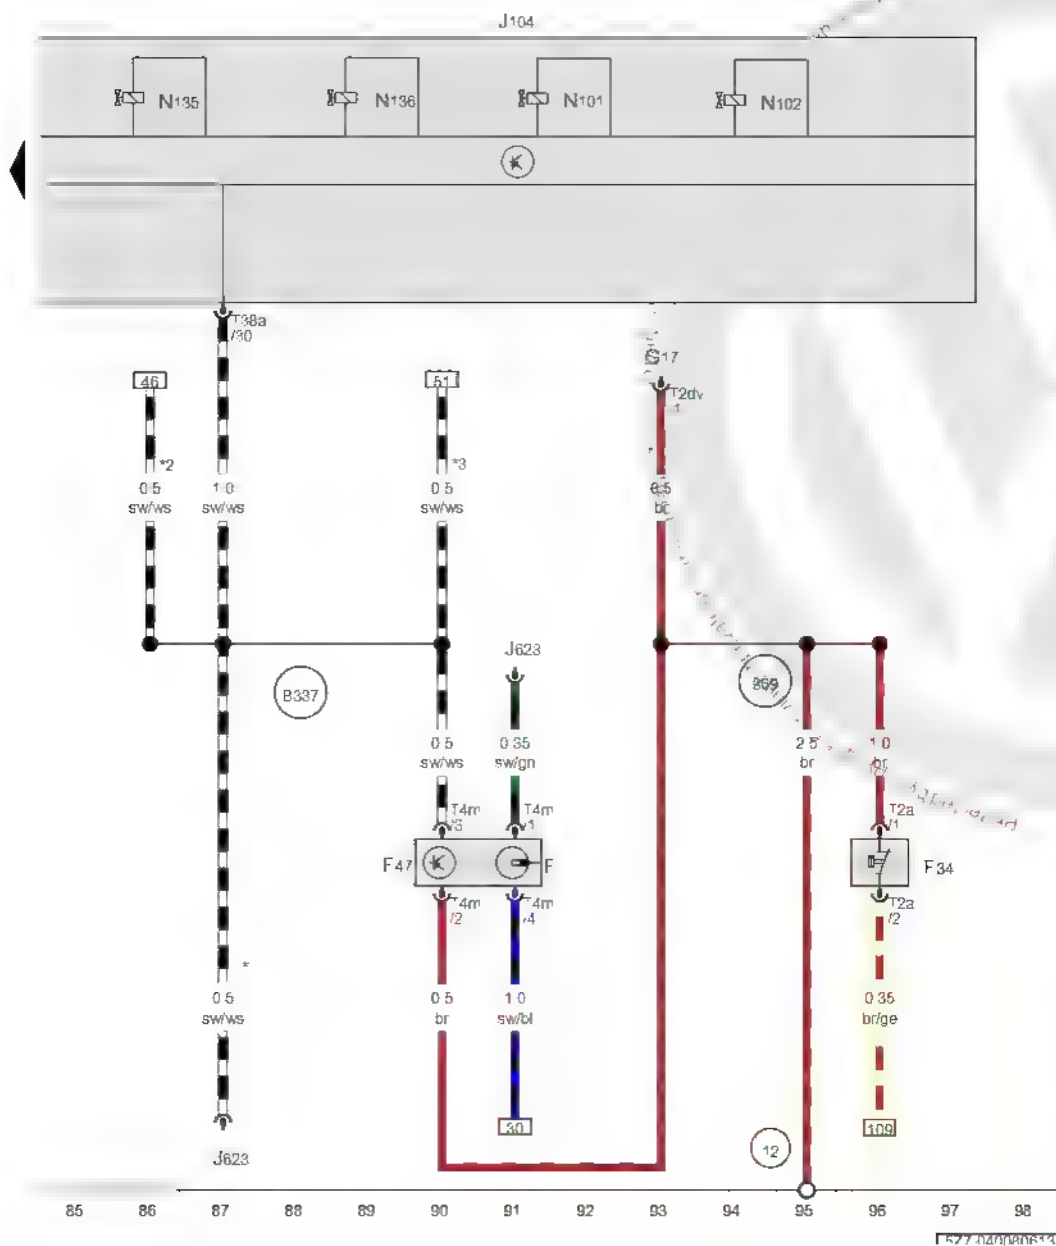 J104
N135
N136
N101
N102
T38a
/30
46
51
G17
T2dv
1
*2
*3
*
0.5
sw/ws
1.0
sw/ws
0.5
sw/ws
0.5
br
J623
B337
369
0.5
sw/ws
0.35
sw/gn
2.5
br
1.0
br
T4m
/3
T4m
/1
T2a
/1
F47
F
F34
T4m
/2
T4m
/4
T2a
/2
*
0.5
sw/ws
0.5
br
1.0
sw/bl
0.35
br/ge
30
109
12
J623
85 86 87 88 89 90 91 92 93 94 95 96 97 98